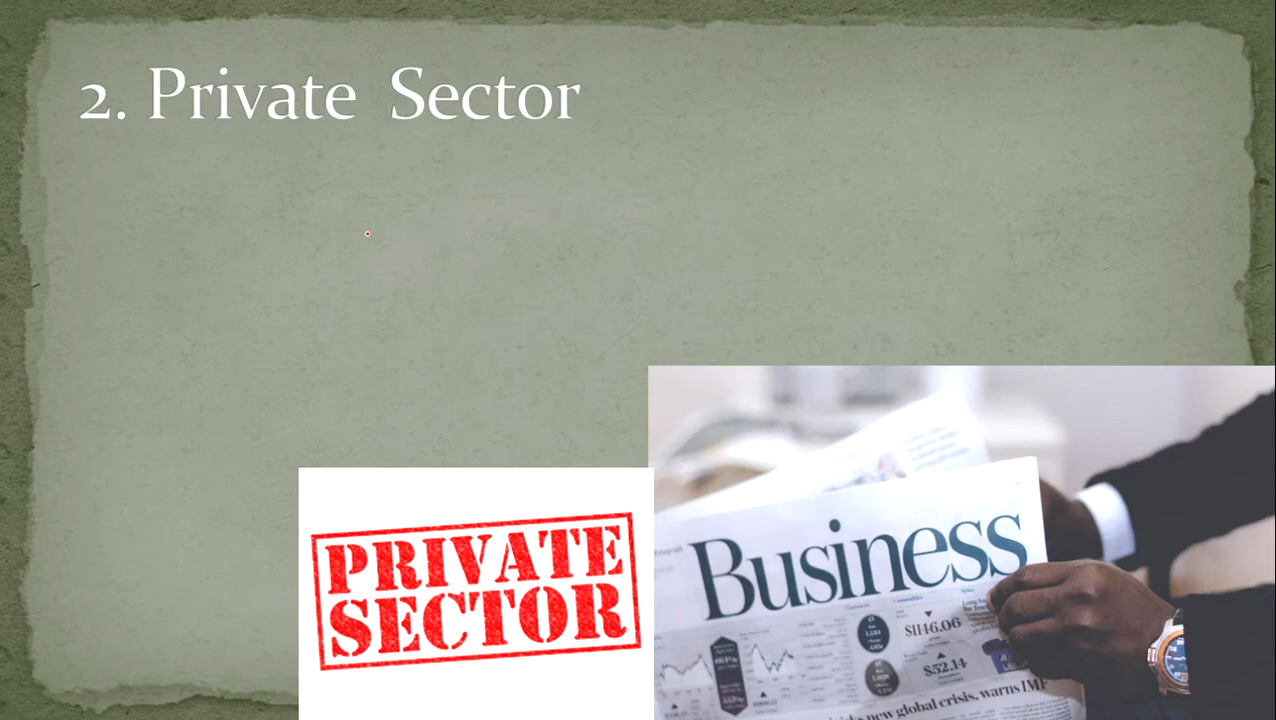 2. Private Sector
PRIVATE
SECTOR
Business
$1146.06
$52.14
new global crisis, warns IMF